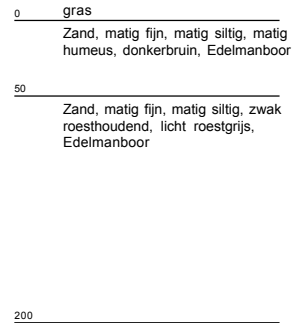 0 gras
Zand, matig fijn, matig siltig, matig
humeus, donkerbruin, Edelmanboor
50
Zand, matig fijn, matig siltig, zwak
roesthoudend, licht roestgrijs,
Edelmanboor
200